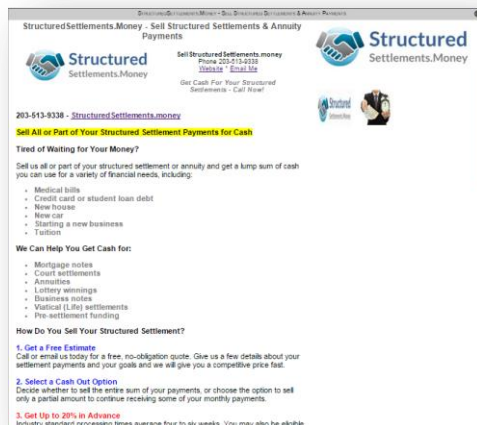 StructuredSettlements.Money - Sell Structured Settlements & Annuity Payments
StructuredSettlements.Money - Sell Structured Settlements & Annuity
Payments
Structured
Settlements.Money
SellStructuredSettlements.money
Phone 203-513-9338
Website * Email Me
Get Cash For Your Structured
Settlements - Call Now!
Structured
Settlements.Money
Structured
Settlements.Money
203-513-9338 - StructuredSettlements.money
Sell All or Part of Your Structured Settlement Payments for Cash
Tired of Waiting for Your Money?
Sell us all or part of your structured settlement or annuity and get a lump sum of cash
you can use for a variety of financial needs, including:
• Medical bills
• Credit card or student loan debt
• New house
• New car
• Starting a new business
• Tuition
We Can Help You Get Cash for:
• Mortgage notes
• Court settlements
• Annuities
• Lottery winnings
• Business notes
• Viatical (Life) settlements
• Pre-settlement funding
How Do You Sell Your Structured Settlement?
1. Get a Free Estimate
Call or email us today for a free, no-obligation quote. Give us a few details about your
settlement payments and your goals and we will give you a competitive price fast.
2. Select a Cash Out Option
Decide whether to sell the entire sum of your payments, or choose the option to sell
only a partial amount to continue receiving some of your monthly payments.
3. Get Up to 20% in Advance
Industry standard processing times average four to six weeks. You may also be eligible